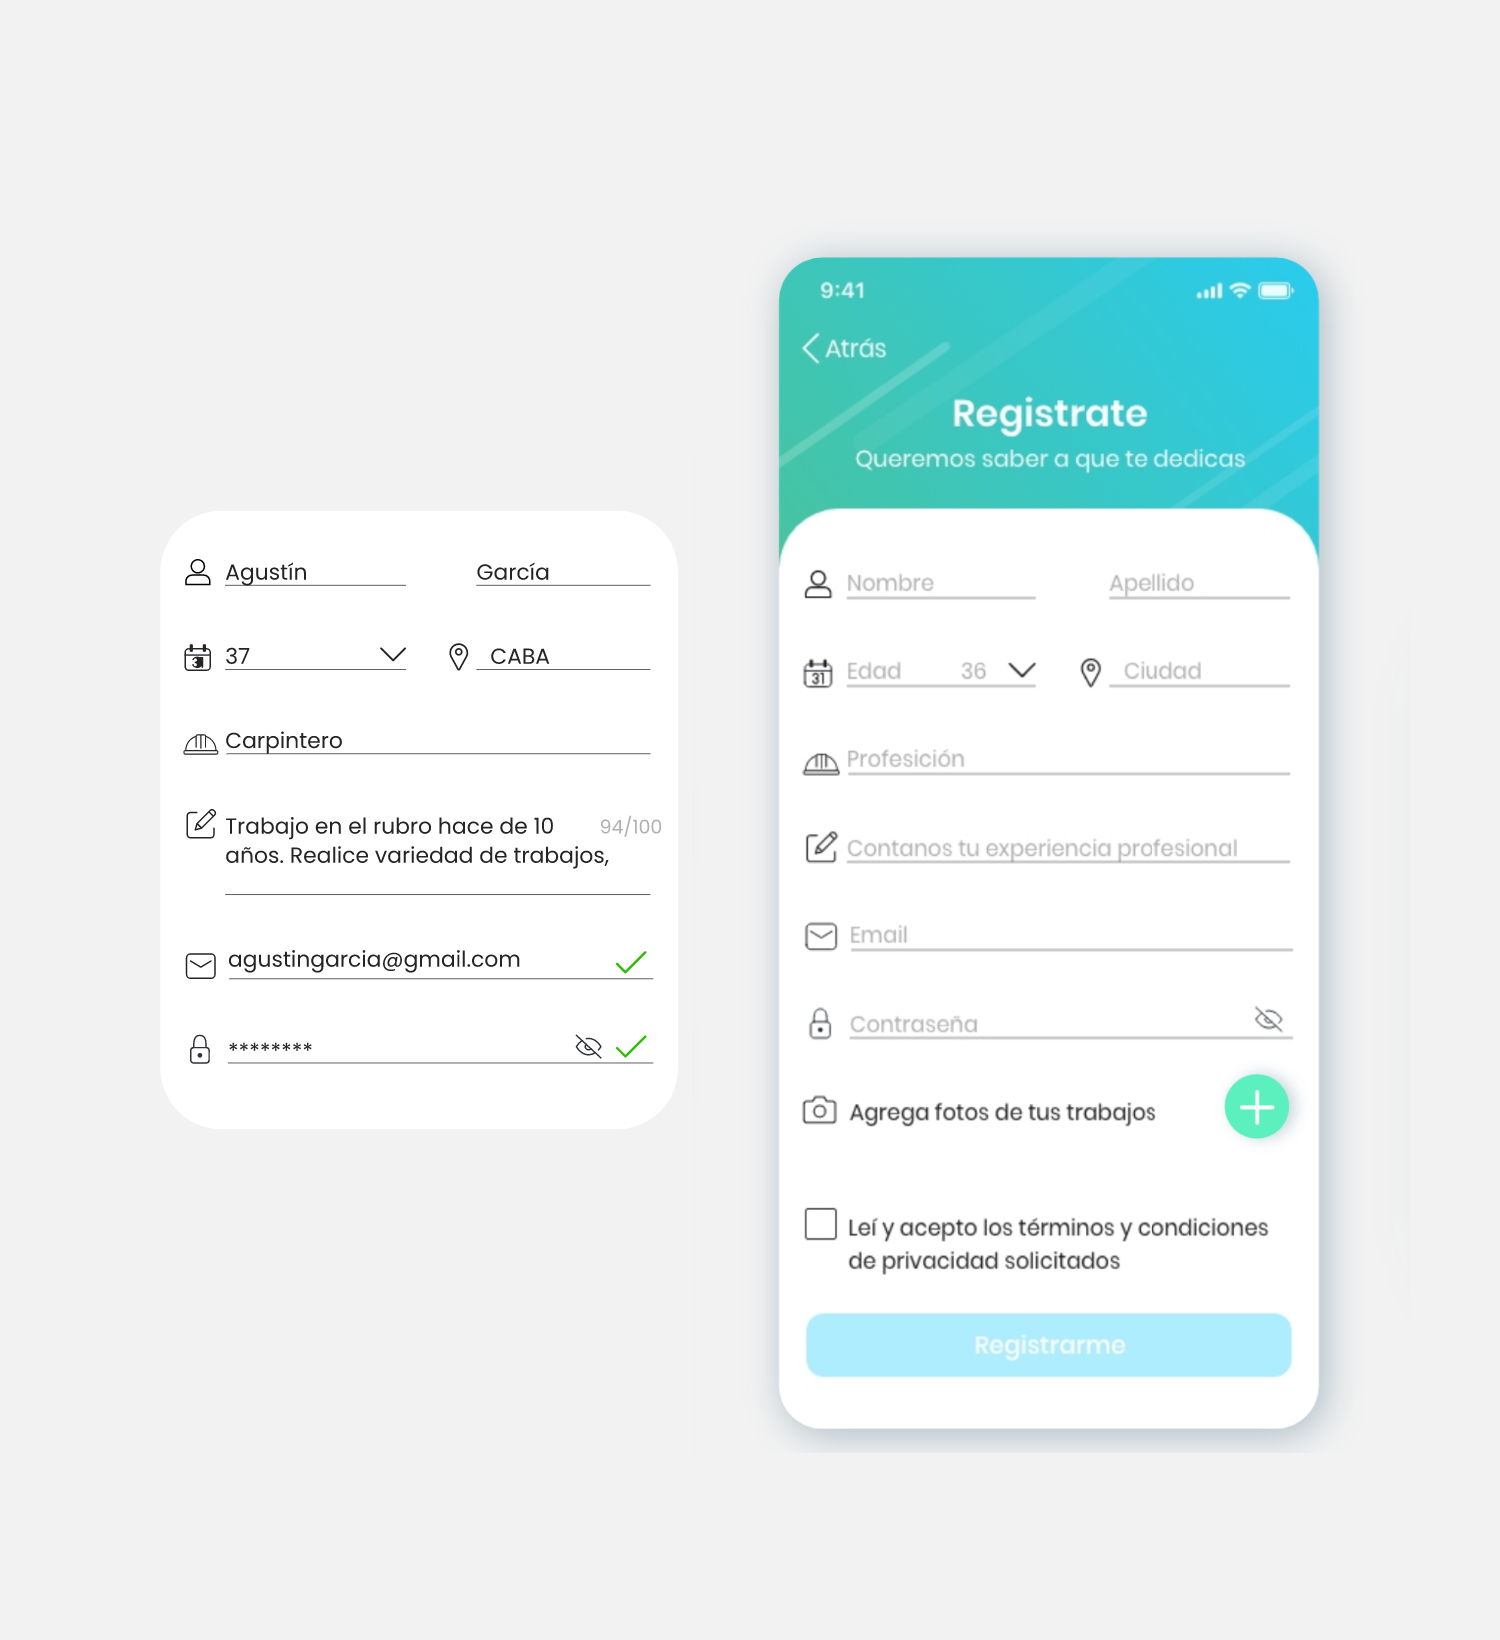 Agustín García
37 CABA
Carpintero
Trabajo en el rubro hace de 10 94/100
años. Realice variedad de trabajos,
agustingarcia@gmail.com
********
9:41
Atrás
Registrate
Queremos saber a que te dedicas
Nombre Apellido
31 Edad 36 Ciudad
Profesición
Contanos tu experiencia profesional
Email
Contraseña
Agrega fotos de tus trabajos
Leí y acepto los términos y condiciones
de privacidad solicitados
Registrarme